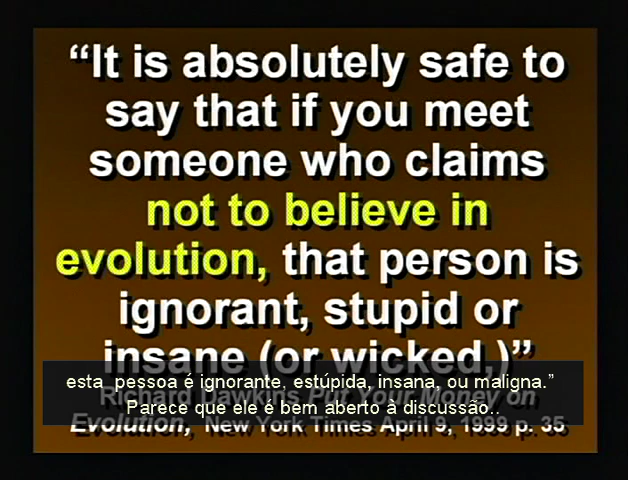 “It is absolutely safe to
say that if you meet
someone who claims
not to believe in
evolution, that person is
ignorant, stupid or
insane (or wicked,)”
esta pessoa é ignorante, estúpida, insana, ou maligna.”
Richard Dawkins Put Your Money on
Parece que ele é bem aberto à discussão..
Evolution, New York Times April 9, 1999 p. 35